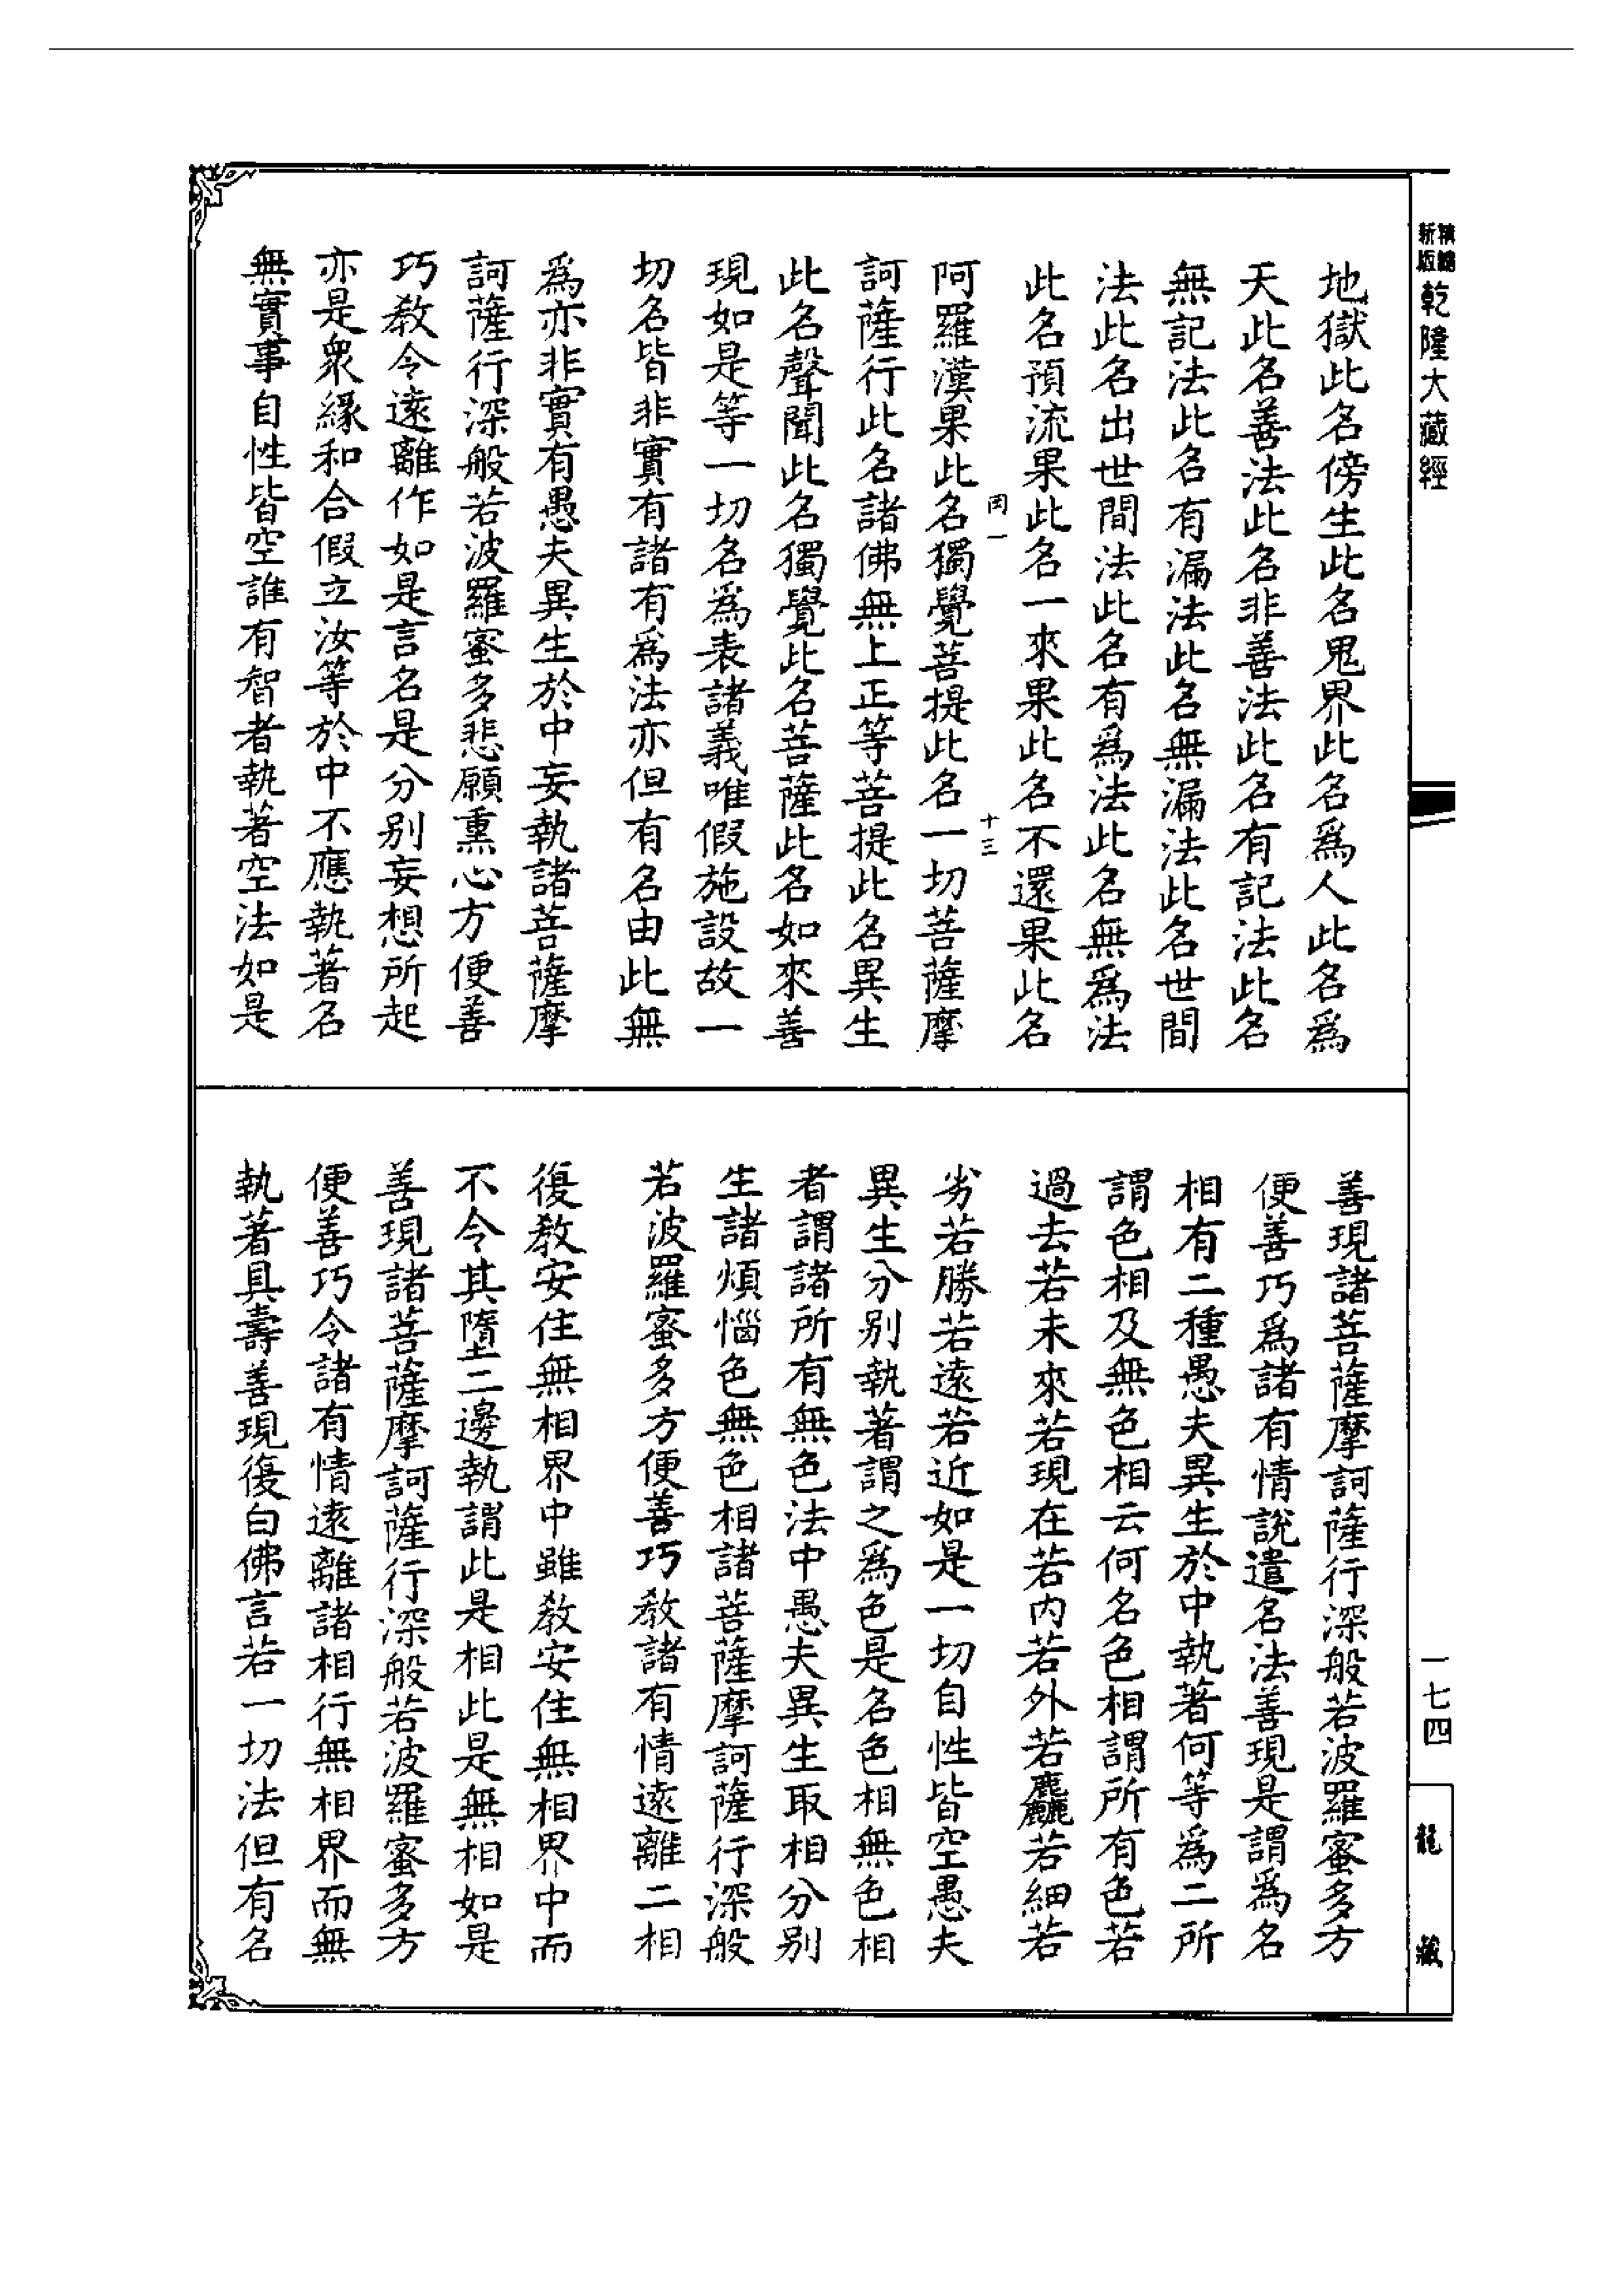 精縮新版乾隆大藏經
地獄此名傍生此名鬼界此名爲人此名爲
天此名善法此名非善法此名有記法此名
無記法此名有漏法此名無漏法此名世間
法此名出世間法此名有爲法此名無爲法
此名預流果此名一來果此名不還果此名
罔一 十三
阿羅漢果此名獨覺菩提此名一切菩薩摩
訶薩行此名諸佛無上正等菩提此名異生
此名聲聞此名獨覺此名菩薩此名如來善
現如是等一切名爲表諸義唯假施設故一
切名皆非實有諸有爲法亦但有名由此無
爲亦非實有愚夫異生於中妄執諸菩薩摩
訶薩行深般若波羅蜜多悲願熏心方便善
巧教令遠離作如是言名是分别妄想所起
亦是衆緣和合假立汝等於中不應執著名
無實事自性皆空誰有智者執著空法如是
善現諸菩薩摩訶薩行深般若波羅蜜多方
便善巧爲諸有情說遣名法善現是謂爲名
相有二種愚夫異生於中執著何等爲二所
謂色相及無色相云何名色相謂所有色若
過去若未來若現在若内若外若麤若細若
劣若勝若遠若近如是一切自性皆空愚夫
異生分别執著謂之爲色是名色相無色相
者謂諸所有無色法中愚夫異生取相分别
生諸煩惱色無色相諸菩薩摩訶薩行深般
若波羅蜜多方便善巧教諸有情遠離二相
復教安住無相界中雖教安住無相界中而
不令其墮二邊執謂此是相此是無相如是
善現諸菩薩摩訶薩行深般若波羅蜜多方
便善巧令諸有情遠離諸相行無相界而無
執著具壽善現復白佛言若一切法但有名
一七四
龍藏